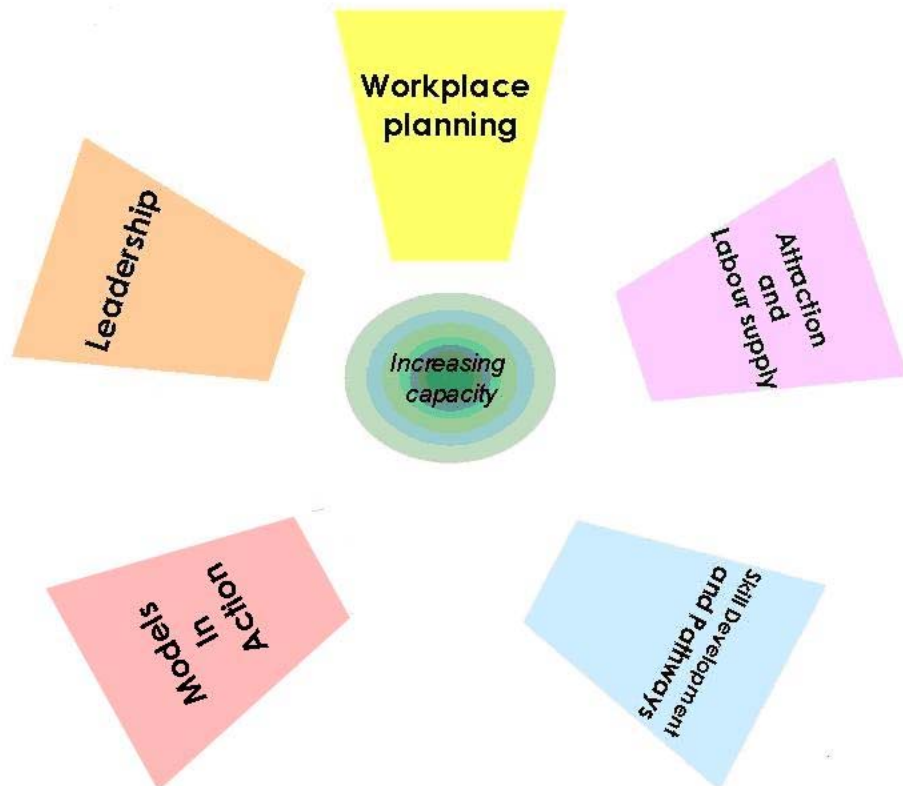 Workplace
planning
Attraction
and
Labour supply
Skill Development
and Pathways
Models
In
Action
Leadership
Increasing
capacity